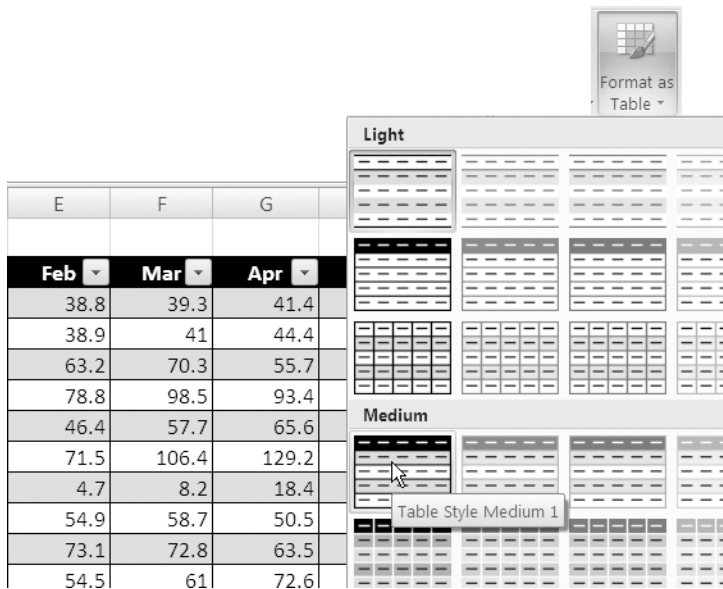 Format as
Table
Light
E F G
Feb Mar Apr
38.8 39.3 41.4
38.9 41 44.4
63.2 70.3 55.7
78.8 98.5 93.4
46.4 57.7 65.6
71.5 106.4 129.2
4.7 8.2 18.4
54.9 58.7 50.5
73.1 72.8 63.5
54.5 61 72.6
Medium
Table Style Medium 1